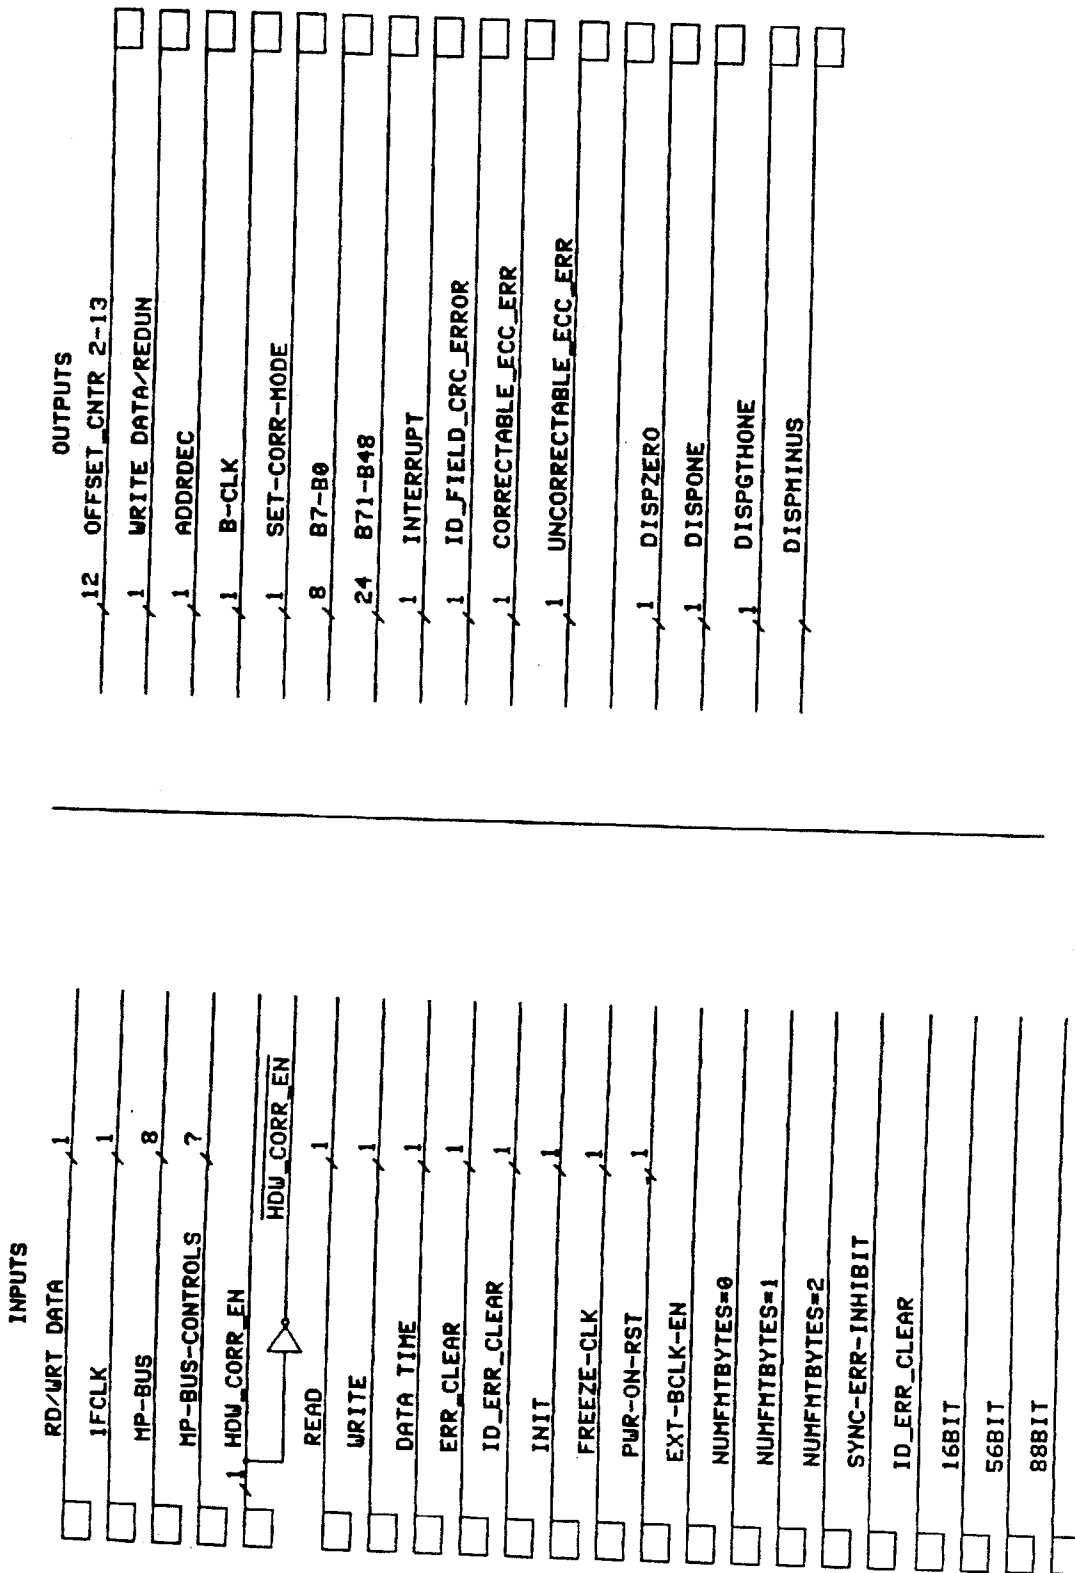 INPUTS
RD/WRT DATA 1
1FCLK 1
MP-BUS 8
MP-BUS-CONTROLS ?
1 HDW_CORR_EN
HDW_CORR_EN
READ 1
WRITE 1
DATA TIME 1
ERR_CLEAR 1
ID_ERR_CLEAR 1
INIT 1
FREEZE-CLK 1
PWR-ON-RST 1
EXT-BCLK-EN
NUMFMTBYTES=0
NUMFMTBYTES=1
NUMFMTBYTES=2
SYNC-ERR-INHIBIT
ID_ERR_CLEAR
16BIT
56BIT
88BIT
OUTPUTS
12 OFFSET_CNTR 2-13
1 WRITE DATA/REDUN
1 ADDRDEC
1 B-CLK
1 SET-CORR-MODE
8 B7-B0
24 B71-B48
1 INTERRUPT
1 ID_FIELD_CRC_ERROR
1 CORRECTABLE_ECC_ERR
1 UNCORRECTABLE_ECC_ERR
1 DISPZERO
1 DISPONE
1 DISPGTHONE
DISPMINUS